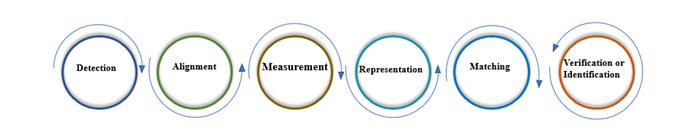 Detection
Alignment
Measurement
Representation
Matching
Verification or
Identification